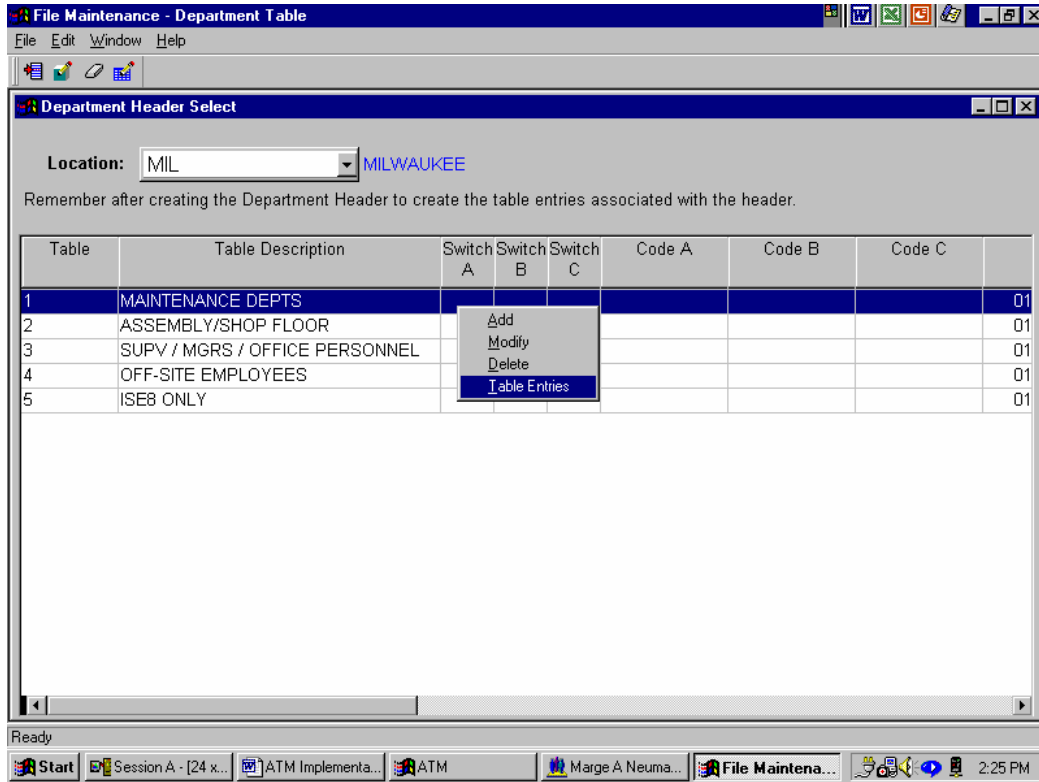 File Maintenance - Department Table
File Edit Window Help
Department Header Select
Location: MIL MILWAUKEE
Remember after creating the Department Header to create the table entries associated with the header.
Table Table Description Switch A Switch B Switch C Code A Code B Code C
1 MAINTENANCE DEPTS 01
2 ASSEMBLY/SHOP FLOOR 01
3 SUPV / MGRS / OFFICE PERSONNEL 01
4 OFF-SITE EMPLOYEES 01
5 ISE8 ONLY 01
Add
Modify
Delete
Table Entries
Ready
Start Session A - [24 x... ATM Implementa... ATM Marge A Neuma... File Maintena... 2:25 PM